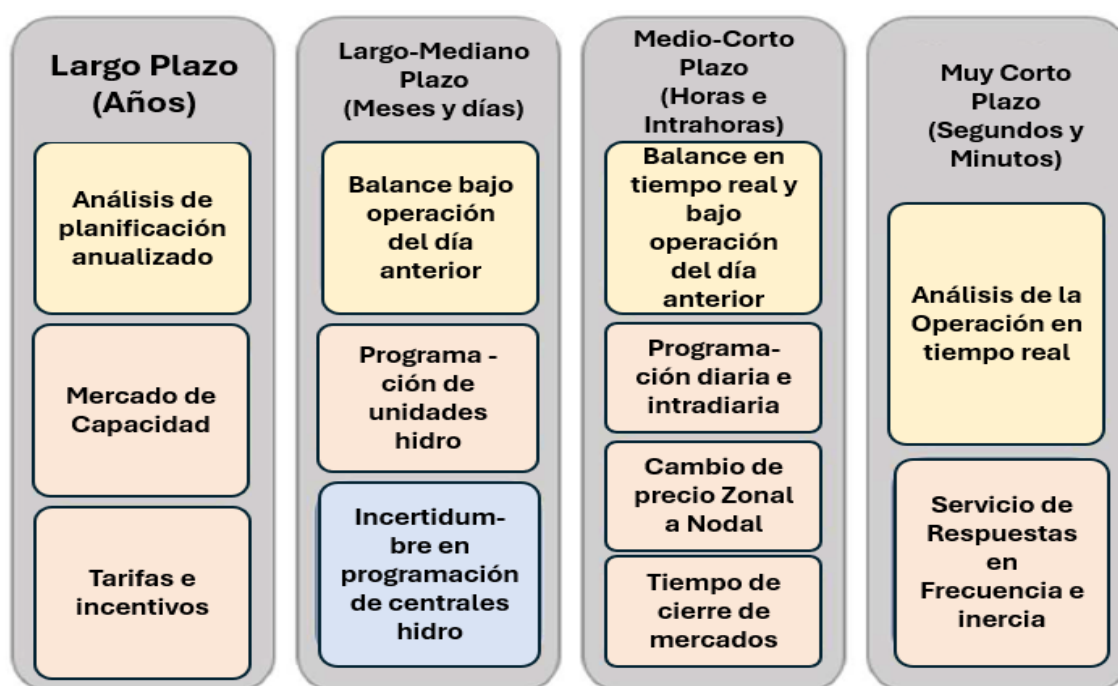 Largo Plazo
(Años)
Análisis de
planificación
anualizado
Mercado de
Capacidad
Tarifas e
incentivos
Largo-Mediano
Plazo
(Meses y días)
Balance bajo
operación
del día
anterior
Programa -
ción de
unidades
hidro
Incertidum-
bre en
programación
de centrales
hidro
Medio-Corto
Plazo
(Horas e
Intrahoras)
Balance en
tiempo real y
bajo
operación
del día
anterior
Programa-
ción diaria e
intradiaria
Cambio de
precio Zonal
a Nodal
Tiempo de
cierre de
mercados
Muy Corto
Plazo
(Segundos y
Minutos)
Análisis de la
Operación en
tiempo real
Servicio de
Respuestas
en
Frecuencia e
inercia